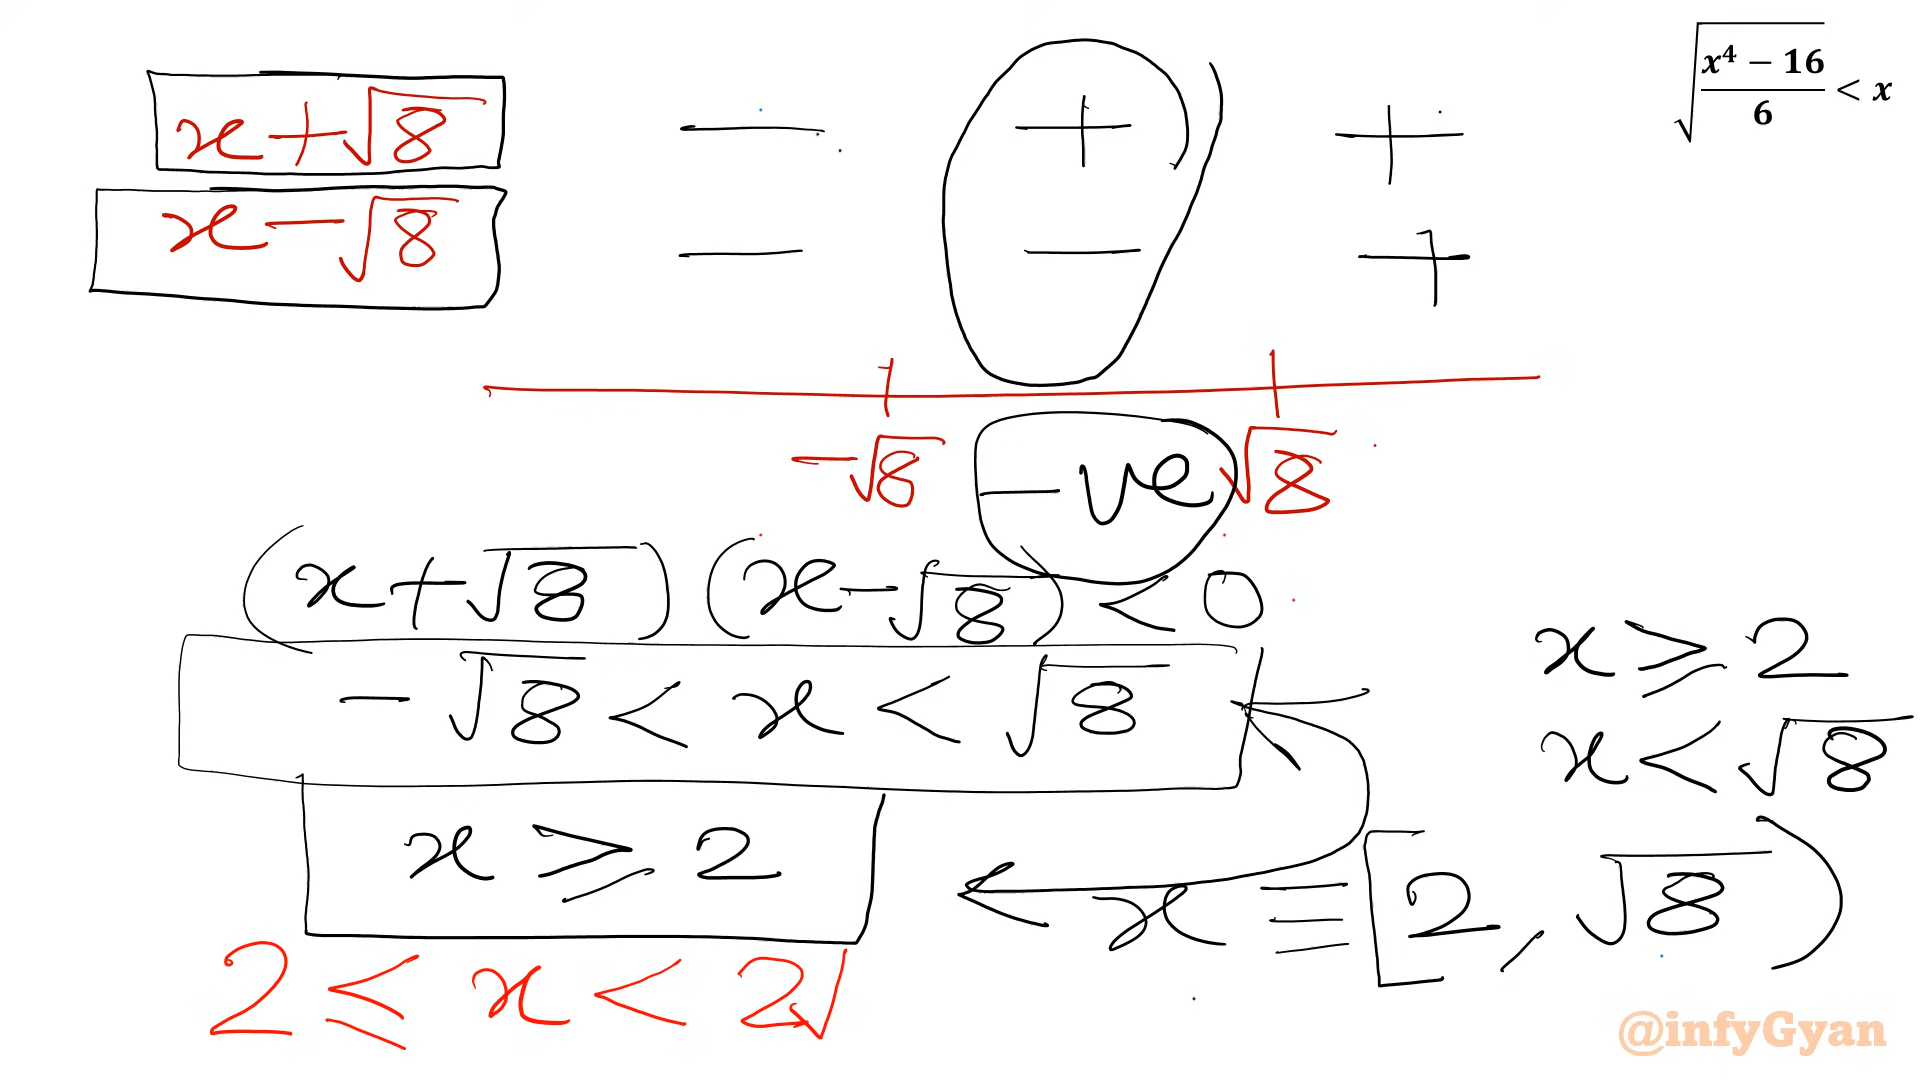 √((x⁴ − 16)/6) < x
x + √8 − + +
x − √8 − − +
−√8 √8
−ve
(x + √8) (x − √8) < 0
−√8 < x < √8
x ≥ 2
x ≥ 2
x < √8
x ≡ [2, √8)
2 ≤ x < 2√
@infyGyan